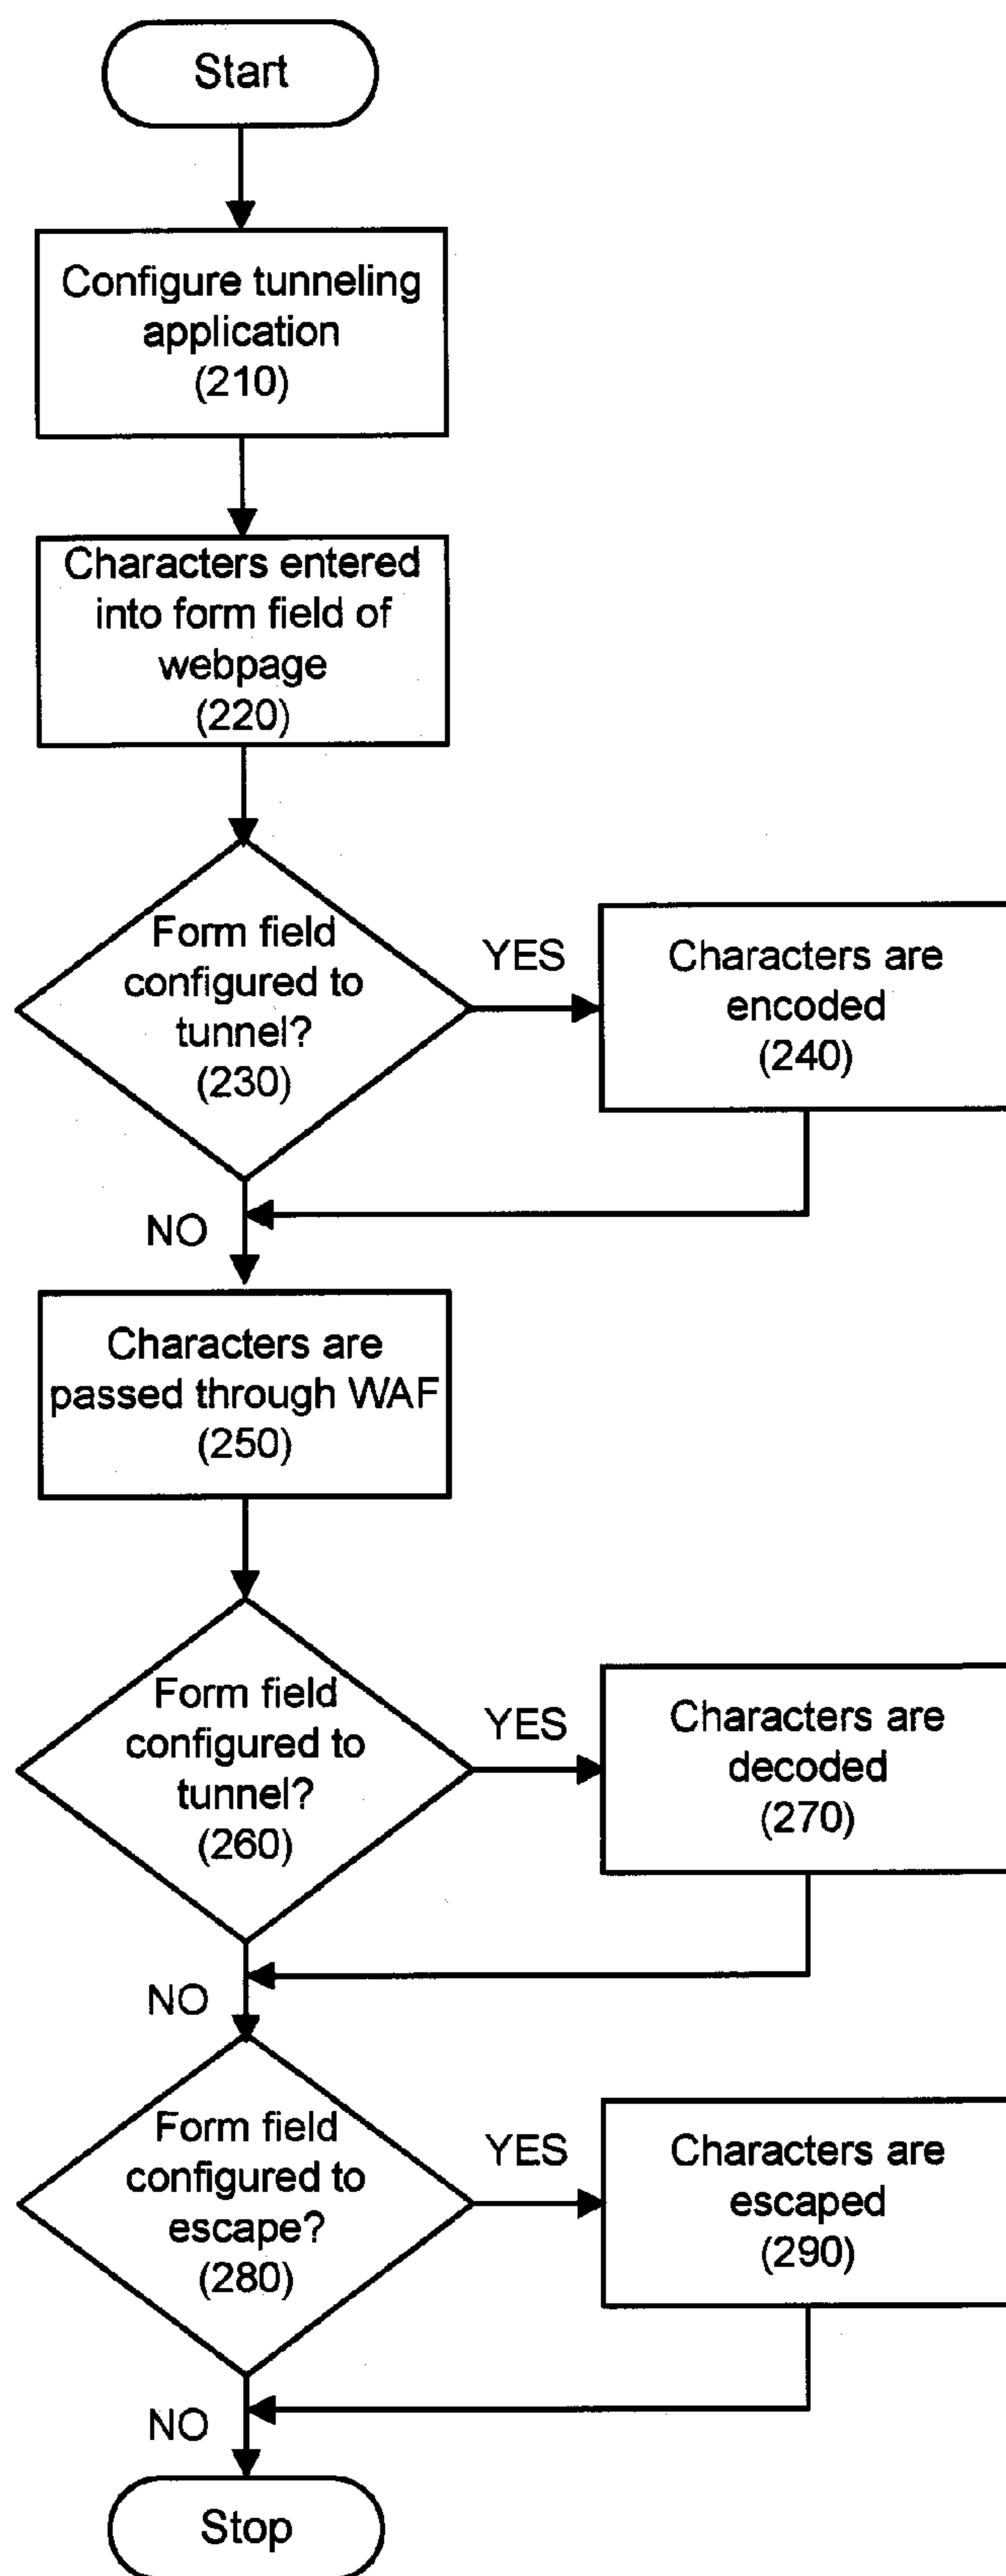 Start
Configure tunneling
application
(210)
Characters entered
into form field of
webpage
(220)
Form field
configured to
tunnel?
(230)
YES
Characters are
encoded
(240)
NO
Characters are
passed through WAF
(250)
Form field
configured to
tunnel?
(260)
YES
Characters are
decoded
(270)
NO
Form field
configured to
escape?
(280)
YES
Characters are
escaped
(290)
NO
Stop